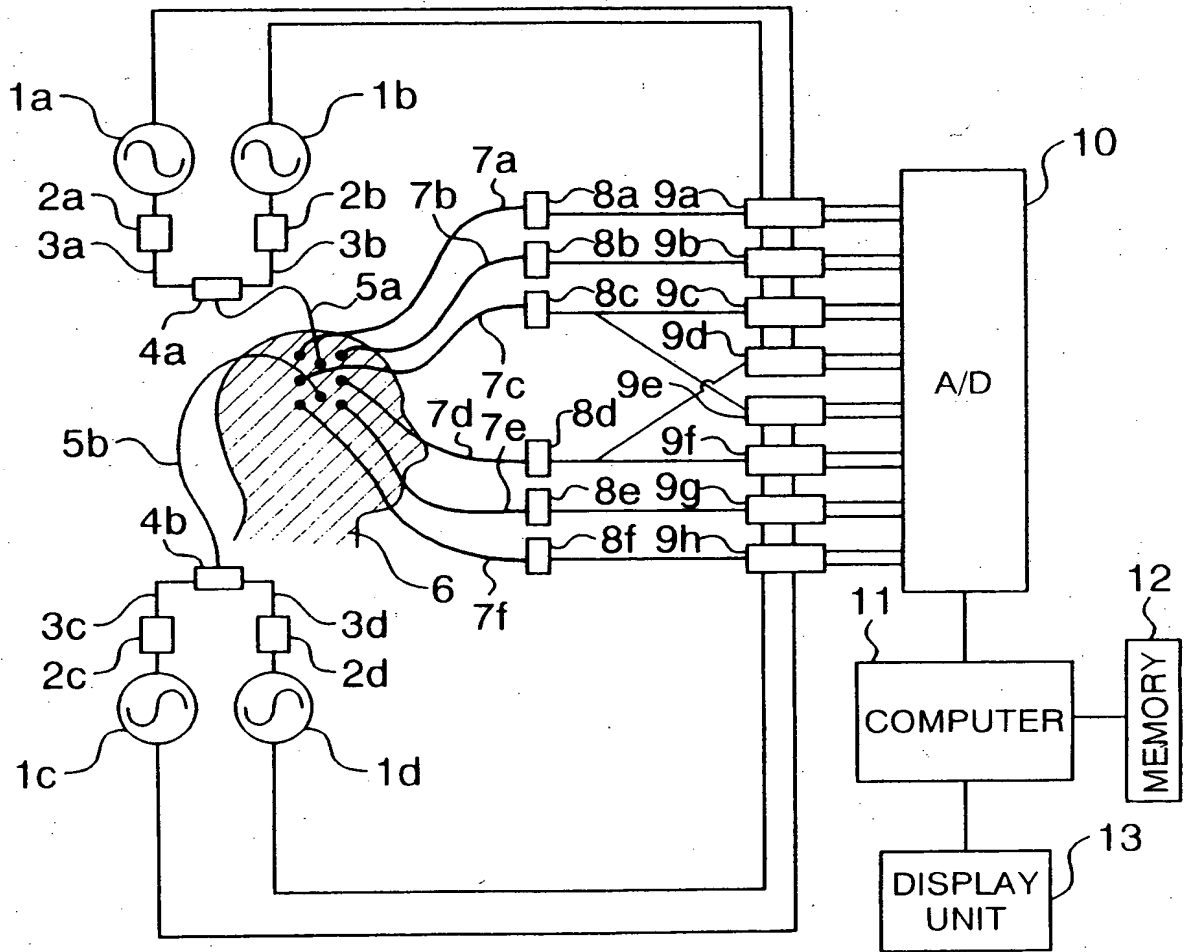 1a
1b
10
7a
2a
2b
7b
8a
9a
3a
3b
8b
9b
5a
8c
9c
4a
9d
7c
9e
A/D
5b
7d
7e
8d
9f
8e
9g
4b
8f
9h
6
7f
11
12
3c
3d
2c
2d
COMPUTER
MEMORY
1c
1d
13
DISPLAY
UNIT